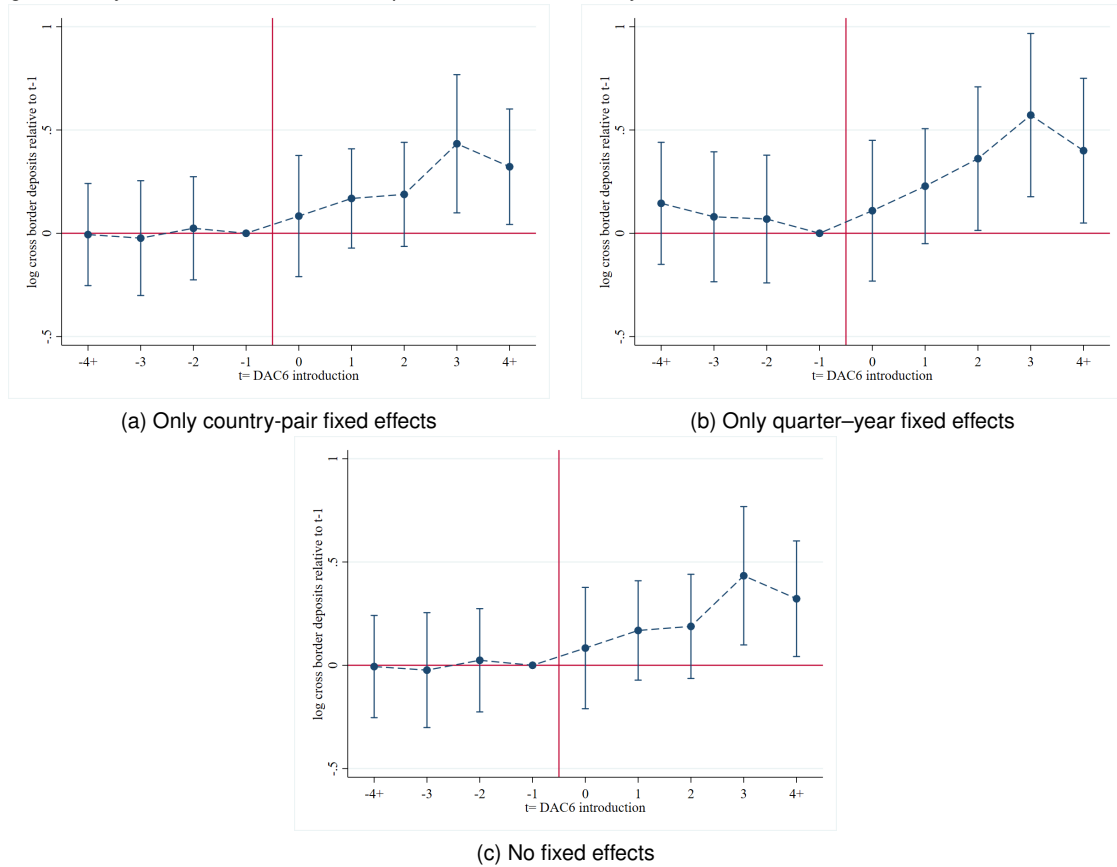 1
.5
0
-.5
log cross border deposits relative to t-1
-4+ -3 -2 -1 0 1 2 3 4+
t= DAC6 introduction
(a) Only country-pair fixed effects
1
.5
0
-.5
log cross border deposits relative to t-1
-4+ -3 -2 -1 0 1 2 3 4+
t= DAC6 introduction
(b) Only quarter–year fixed effects
1
.5
0
-.5
log cross border deposits relative to t-1
-4+ -3 -2 -1 0 1 2 3 4+
t= DAC6 introduction
(c) No fixed effects